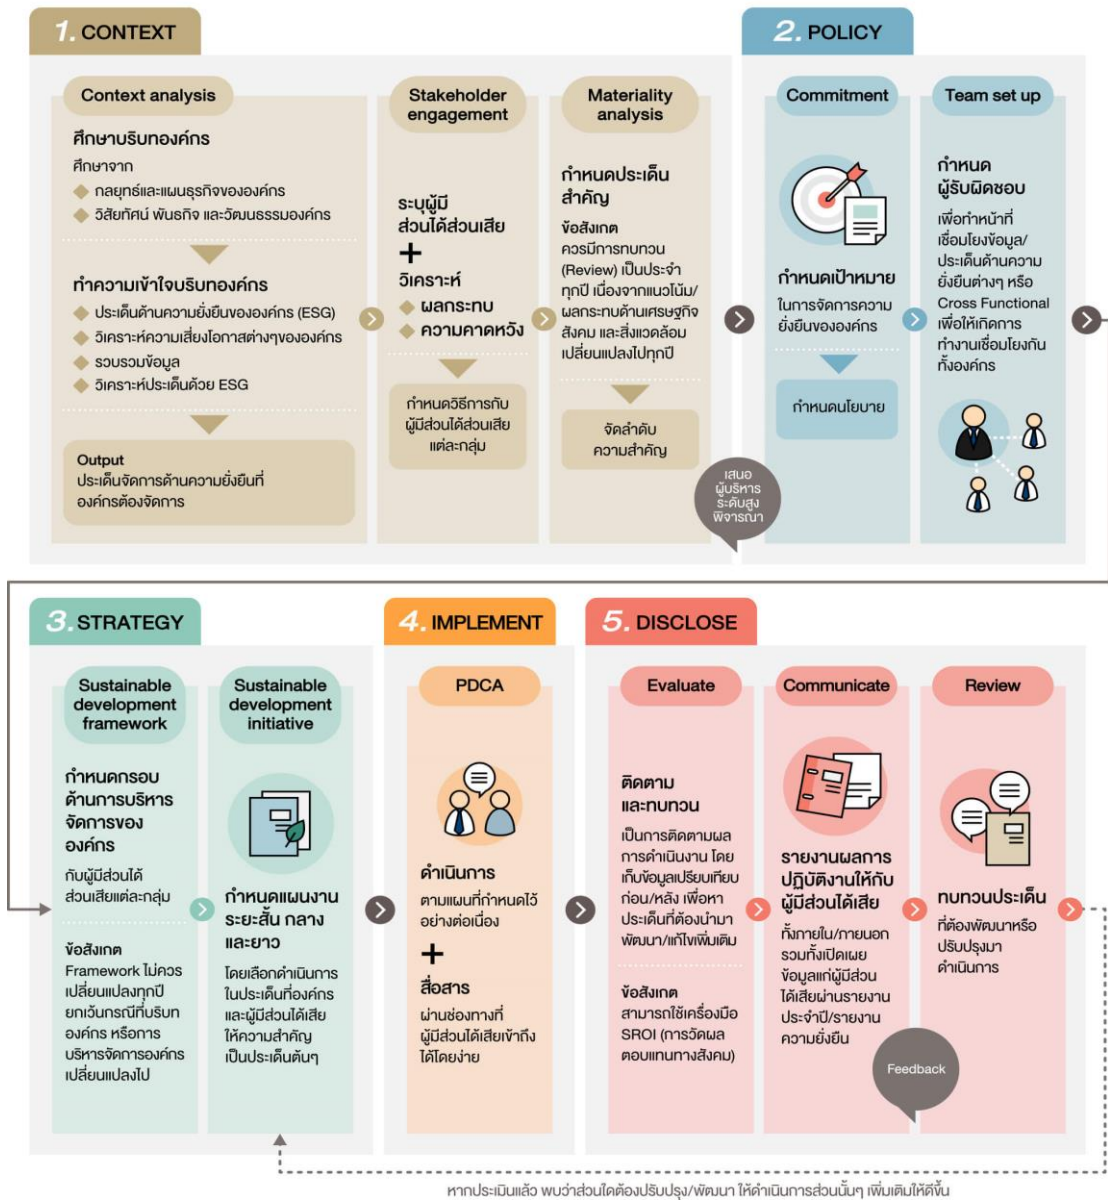 1. CONTEXT
Context analysis
ศึกษาบริบทองค์กร
ศึกษาจาก
กลยุทธ์และแผนธุรกิจขององค์กร
วิสัยทัศน์ พันธกิจ และวัฒนธรรมองค์กร
ทำความเข้าใจบริบทองค์กร
ประเด็นด้านความยั่งยืนขององค์กร (ESG)
วิเคราะห์ความเสี่ยงโอกาสต่างๆขององค์กร
รวบรวมข้อมูล
วิเคราะห์ประเด็นด้วย ESG
Output
ประเด็นจัดการด้านความยั่งยืนที่
องค์กรต้องจัดการ
Stakeholder
engagement
ระบุผู้มี
ส่วนได้ส่วนเสีย
+
วิเคราะห์
ผลกระทบ
ความคาดหวัง
กำหนดวิธีการกับ
ผู้มีส่วนได้ส่วนเสีย
แต่ละกลุ่ม
Materiality
analysis
กำหนดประเด็น
สำคัญ
ข้อสังเกต
ควรมีการทบทวน
(Review) เป็นประจำ
ทุกปี เนื่องจากแนวโน้ม/
ผลกระทบด้านเศรษฐกิจ
สังคม และสิ่งแวดล้อม
เปลี่ยนแปลงไปทุกปี
จัดลำดับ
ความสำคัญ
เสนอ
ผู้บริหาร
ระดับสูง
พิจารณา
2. POLICY
Commitment
กำหนดเป้าหมาย
ในการจัดการความ
ยั่งยืนขององค์กร
กำหนดนโยบาย
Team set up
กำหนด
ผู้รับผิดชอบ
เพื่อทำหน้าที่
เชื่อมโยงข้อมูล/
ประเด็นด้านความ
ยั่งยืนต่างๆ หรือ
Cross Functional
เพื่อให้เกิดการ
ทำงานเชื่อมโยงกัน
ทั้งองค์กร
3. STRATEGY
Sustainable
development
framework
กำหนดกรอบ
ด้านการบริหาร
จัดการของ
องค์กร
กับผู้มีส่วนได้
ส่วนเสียแต่ละกลุ่ม
ข้อสังเกต
Framework ไม่ควร
เปลี่ยนแปลงทุกปี
ยกเว้นกรณีที่บริบท
องค์กร หรือการ
บริหารจัดการองค์กร
เปลี่ยนแปลงไป
Sustainable
development
initiative
กำหนดแผนงาน
ระยะสั้น กลาง
และยาว
โดยเลือกดำเนินการ
ในประเด็นที่องค์กร
และผู้มีส่วนได้เสีย
ให้ความสำคัญ
เป็นประเด็นต้นๆ
4. IMPLEMENT
PDCA
ดำเนินการ
ตามแผนที่กำหนดไว้
อย่างต่อเนื่อง
+
สื่อสาร
ผ่านช่องทางที่
ผู้มีส่วนได้เสียเข้าถึง
ได้โดยง่าย
5. DISCLOSE
Evaluate
ติดตาม
และทบทวน
เป็นการติดตามผล
การดำเนินงาน โดย
เก็บข้อมูลเปรียบเทียบ
ก่อน/หลัง เพื่อหา
ประเด็นที่ต้องนำมา
พัฒนา/แก้ไขเพิ่มเติม
ข้อสังเกต
สามารถใช้เครื่องมือ
SROI (การวัดผล
ตอบแทนทางสังคม)
Communicate
รายงานผลการ
ปฏิบัติงานให้กับ
ผู้มีส่วนได้เสีย
ทั้งภายใน/ภายนอก
รวมทั้งเปิดเผย
ข้อมูลแก่ผู้มีส่วน
ได้เสียผ่านรายงาน
ประจำปี/รายงาน
ความยั่งยืน
Review
ทบทวนประเด็น
ที่ต้องพัฒนาหรือ
ปรับปรุงมา
ดำเนินการ
Feedback
หากประเมินแล้ว พบว่าส่วนใดต้องปรับปรุง/พัฒนา ให้ดำเนินการส่วนนั้นๆ เพิ่มเติมให้ดีขึ้น